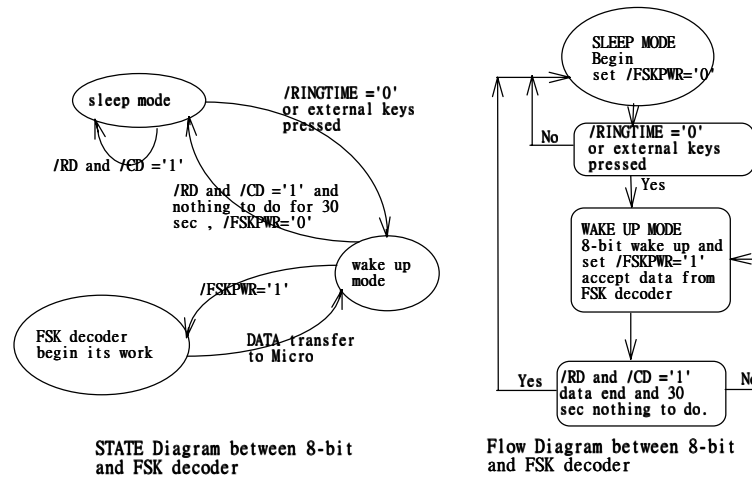 sleep mode
/RINGTIME ='0'
or external keys
pressed
/RD and /CD ='1'
/RD and /CD ='1' and
nothing to do for 30
sec , /FSKPWR='0'
wake up
mode
/FSKPWR='1'
FSK decoder
begin its work
DATA transfer
to Micro
STATE Diagram between 8-bit
and FSK decoder
SLEEP MODE
Begin
set /FSKPWR='0'
No
/RINGTIME ='0'
or external keys
pressed
Yes
WAKE UP MODE
8-bit wake up and
set /FSKPWR='1'
accept data from
FSK decoder
Yes
/RD and /CD ='1'
data end and 30
sec nothing to do.
No
Flow Diagram between 8-bit
and FSK decoder